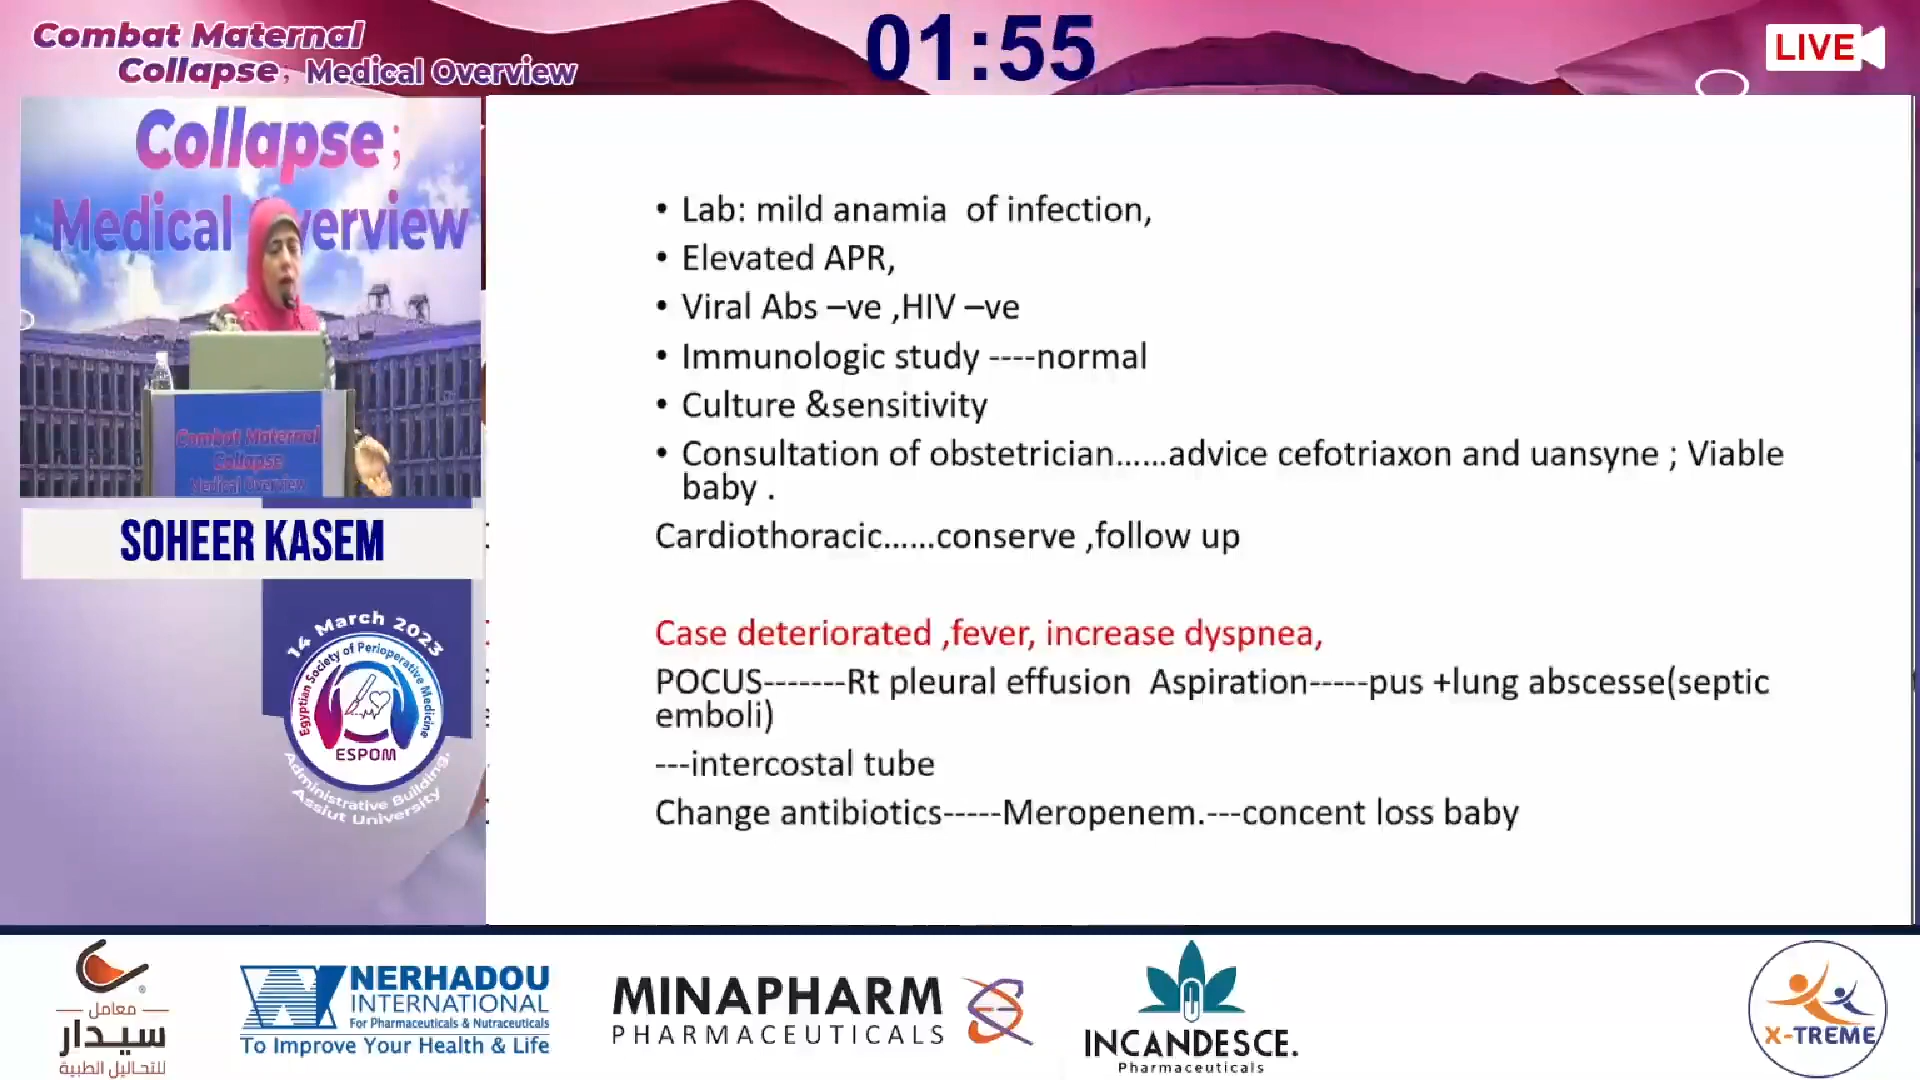 Combat Maternal
Collapse; Medical Overview
01:55
LIVE
Collapse;
Medical Overview
Combat Maternal
Collapse
Medical Overview
SOHEER KASEM
14 March 2023
Egyptian Society of Perioperative Medicine
ESPOM
Administrative Building,
Assiut University
• Lab: mild anamia of infection,
• Elevated APR,
• Viral Abs –ve ,HIV –ve
• Immunologic study ----normal
• Culture &sensitivity
• Consultation of obstetrician......advice cefotriaxon and uansyne ; Viable
baby .
Cardiothoracic......conserve ,follow up
Case deteriorated ,fever, increase dyspnea,
POCUS-------Rt pleural effusion Aspiration-----pus +lung abscesse(septic
emboli)
---intercostal tube
Change antibiotics-----Meropenem.---concent loss baby
معامل
سيدار
للتحاليل الطبية
NERHADOU
INTERNATIONAL
For Pharmaceuticals & Nutraceuticals
To Improve Your Health & Life
MINAPHARM
PHARMACEUTICALS
INCANDESCE.
Pharmaceuticals
X-TREME